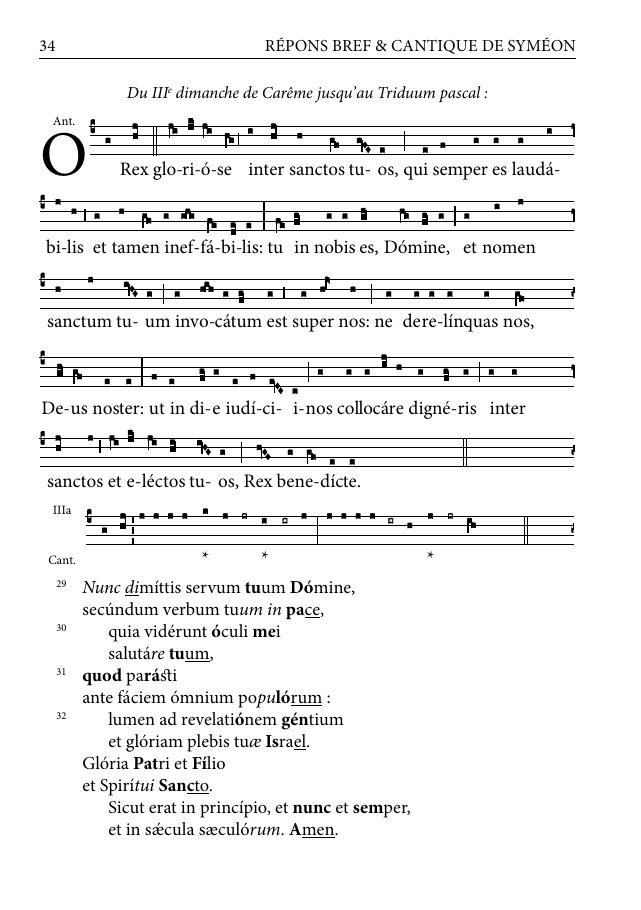 34 RÉPONS BREF & CANTIQUE DE SYMÉON
Du IIIe dimanche de Carême jusqu'au Triduum pascal :
Ant.
O Rex glo-ri-ó-se inter sanctos tu- os, qui semper es laudá-
bi-lis et tamen inef-fá-bi-lis: tu in nobis es, Dómine, et nomen
sanctum tu- um invo-cátum est super nos: ne dere-línquas nos,
De-us noster: ut in di-e iudí-ci- i-nos collocáre digné-ris inter
sanctos et e-léctos tu- os, Rex bene-dícte.
IIIa
Cant. * * *
29 Nunc dimíttis servum tuum Dómine,
secúndum verbum tuum in pace,
30 quia vidérunt óculi mei
salutáre tuum,
31 quod parásti
ante fáciem ómnium populórum :
32 lumen ad revelatiónem géntium
et glóriam plebis tuæ Israel.
Glória Patri et Fílio
et Spirítui Sancto.
Sicut erat in princípio, et nunc et semper,
et in sǽcula sæculórum. Amen.